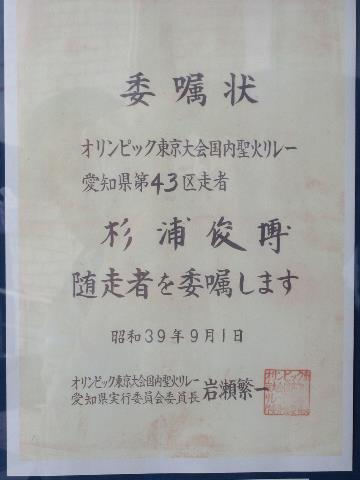 委嘱状
オリンピック東京大会国内聖火リレー
愛知県第43区走者
杉浦俊博
随走者を委嘱します
昭和39年9月1日
オリンピック東京大会国内聖火リレー
愛知県実行委員会委員長 岩瀬繁一